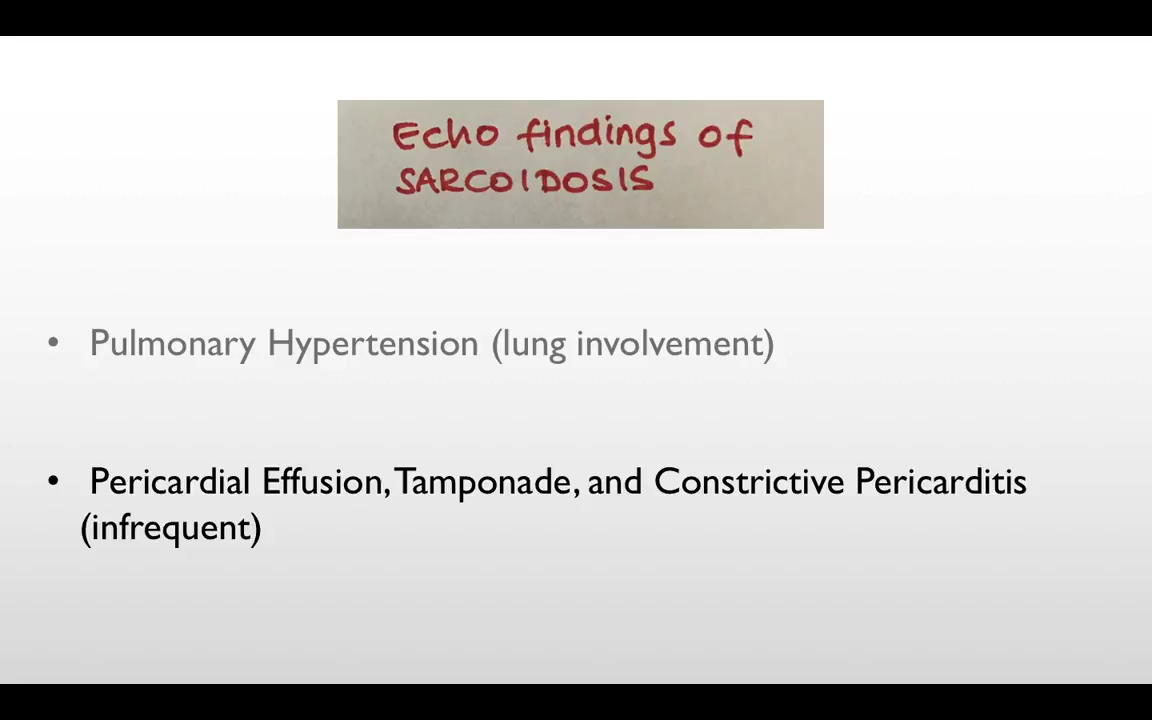 Echo findings of
SARCOIDOSIS
• Pulmonary Hypertension (lung involvement)
• Pericardial Effusion, Tamponade, and Constrictive Pericarditis
(infrequent)